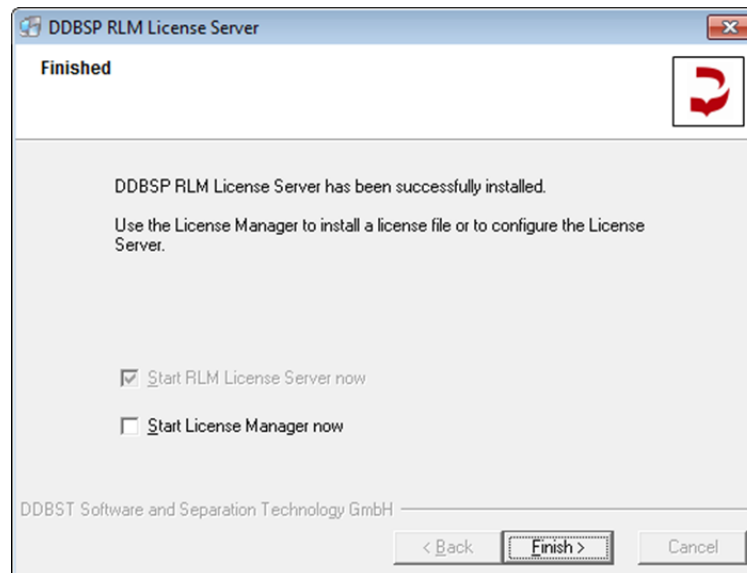 DDBSP RLM License Server
Finished
DDBSP RLM License Server has been successfully installed.
Use the License Manager to install a license file or to configure the License
Server.
Start RLM License Server now
Start License Manager now
DDBST Software and Separation Technology GmbH
< Back
Finish >
Cancel